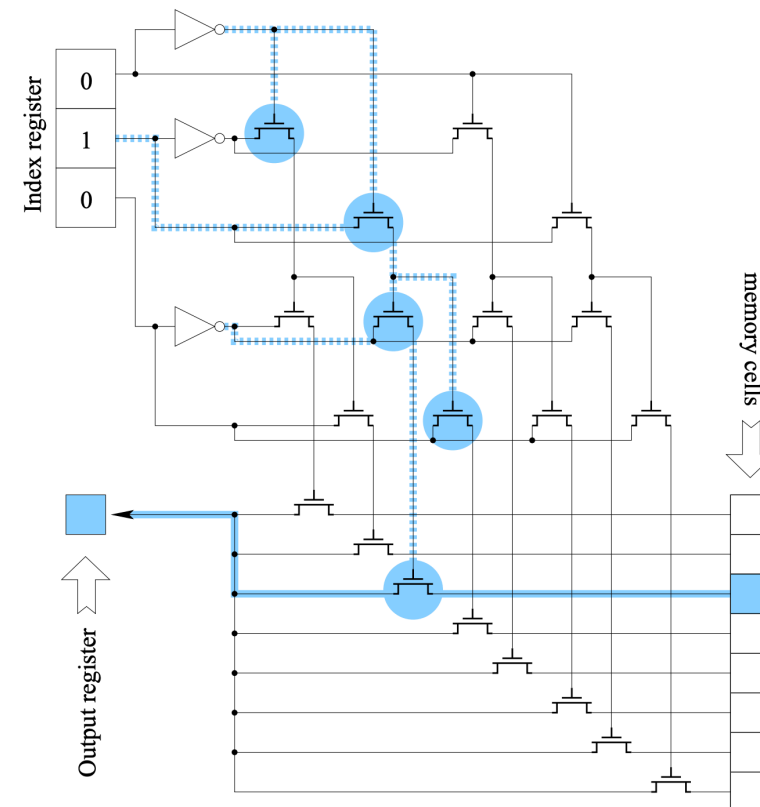 Index register
0
1
0
memory cells
Output register